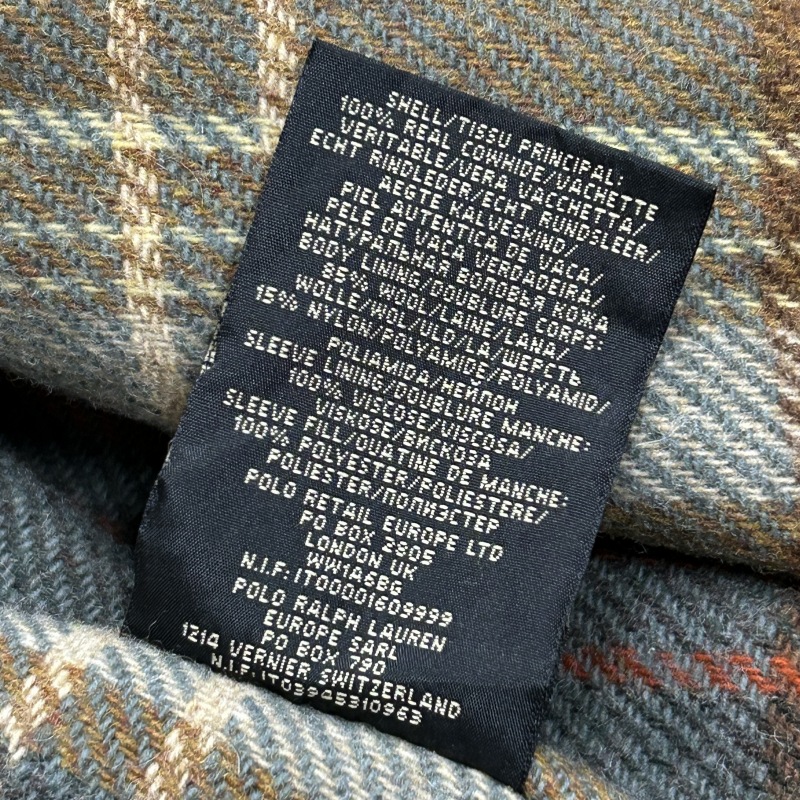 SHELL/TISSU PRINCIPAL:
100% REAL COWHIDE/VACHETTE
VERITABLE/VERA VACCHETTA/
ECHT RINDLEDER/ECHT RUNDSLEER/
AEGTE KALVESKIND/
PIEL AUTENTICA DE VACA/
PELE DE VACA VERDADEIRA/
НАТУРАЛЬНАЯ ВОЛОВЬЯ КОЖА
BODY LINING/DOUBLURE CORPS:
85% WOOL/LAINE/LANA/
WOLLE/WOL/ULD/LA/ШЕРСТЬ
15% NYLON/POLYAMIDE/POLYAMID/
POLIAMIDA/НЕЙЛОН
SLEEVE LINING/DOUBLURE MANCHE:
100% VISCOSE/VISCOSA/
VISKOSE/ВИСКОЗА
SLEEVE FILL/OUATINE DE MANCHE:
100% POLYESTER/POLIESTERE/
POLIESTER/ПОЛИЭСТЕР
POLO RETAIL EUROPE LTD
PO BOX 2905
LONDON UK
WW1A6BG
N.I.F:IT00001609999
POLO RALPH LAUREN
EUROPE SARL
PO BOX 790
1214 VERNIER SWITZERLAND
N.I.F:IT03945310963